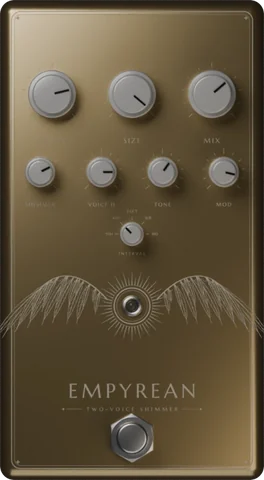 SIZE
MIX
VOICE II
TONE
MOD
INTERVAL
EMPYREAN
TWO-VOICE SHIMMER